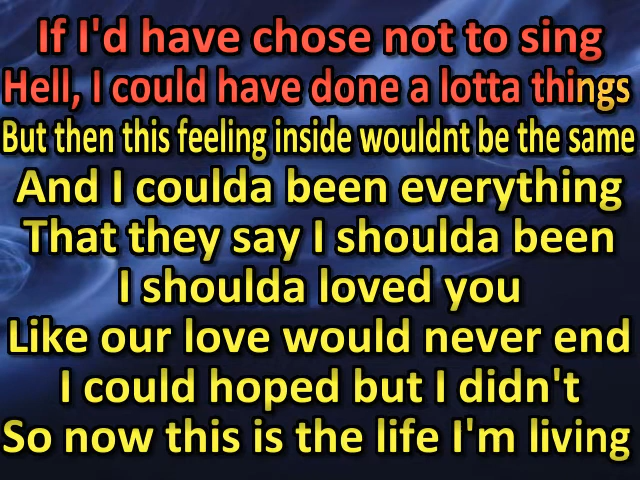 If I'd have chose not to sing
Hell, I could have done a lotta things
But then this feeling inside wouldnt be the same
And I coulda been everything
That they say I shoulda been
I shoulda loved you
Like our love would never end
I could hoped but I didn't
So now this is the life I'm living